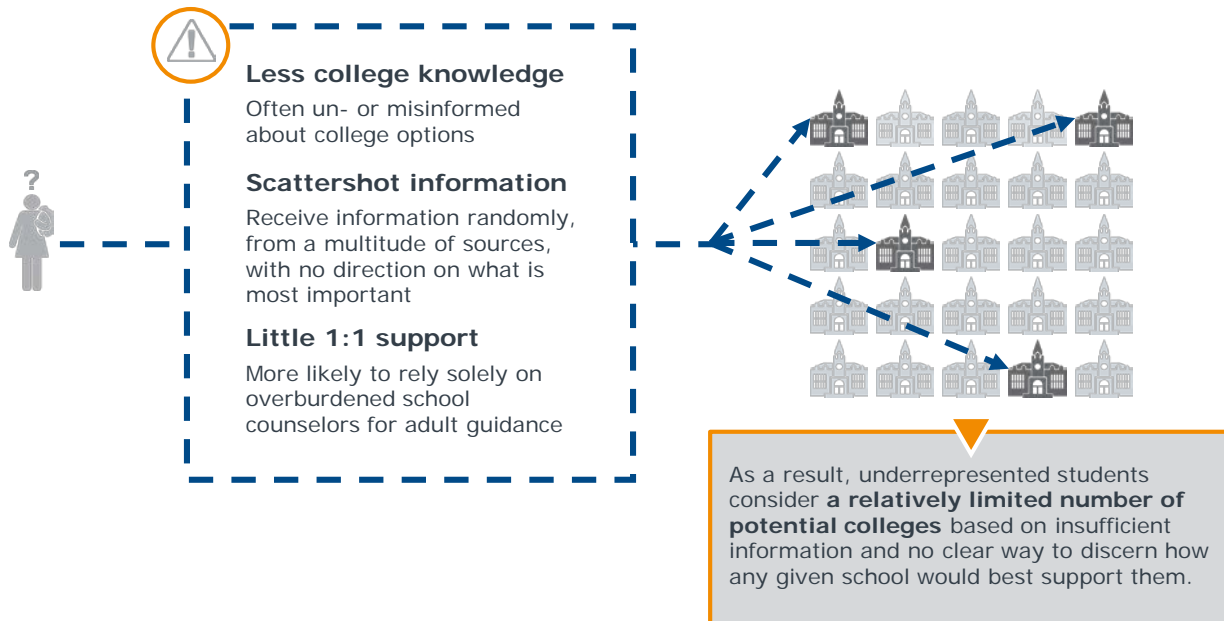 ?
Less college knowledge
Often un- or misinformed
about college options
Scattershot information
Receive information randomly,
from a multitude of sources,
with no direction on what is
most important
Little 1:1 support
More likely to rely solely on
overburdened school
counselors for adult guidance
As a result, underrepresented students
consider a relatively limited number of
potential colleges based on insufficient
information and no clear way to discern how
any given school would best support them.